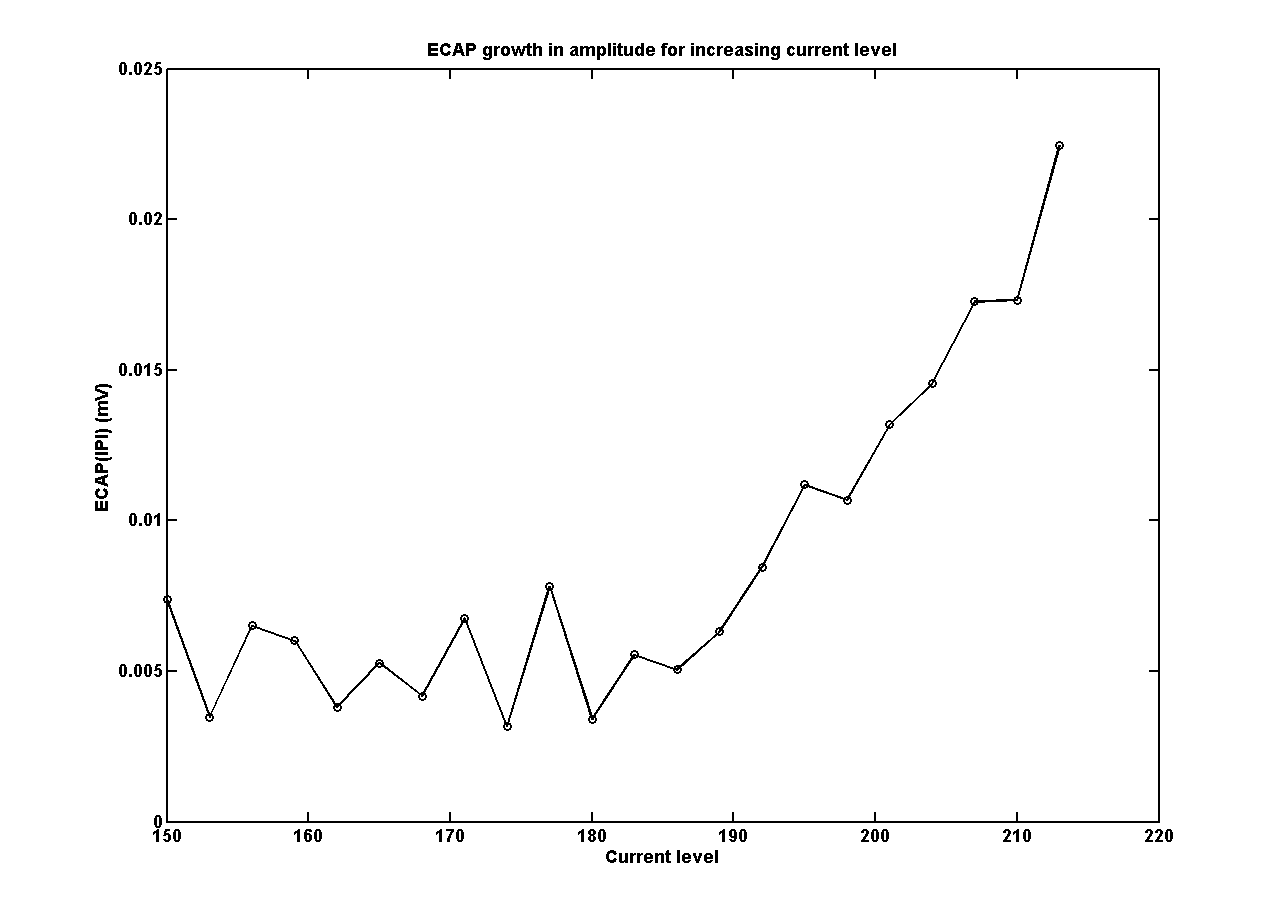 ECAP growth in amplitude for increasing current level
0.025
0.02
0.015
0.01
0.005
0
ECAP(IPI) (mV)
150 160 170 180 190 200 210 220
Current level